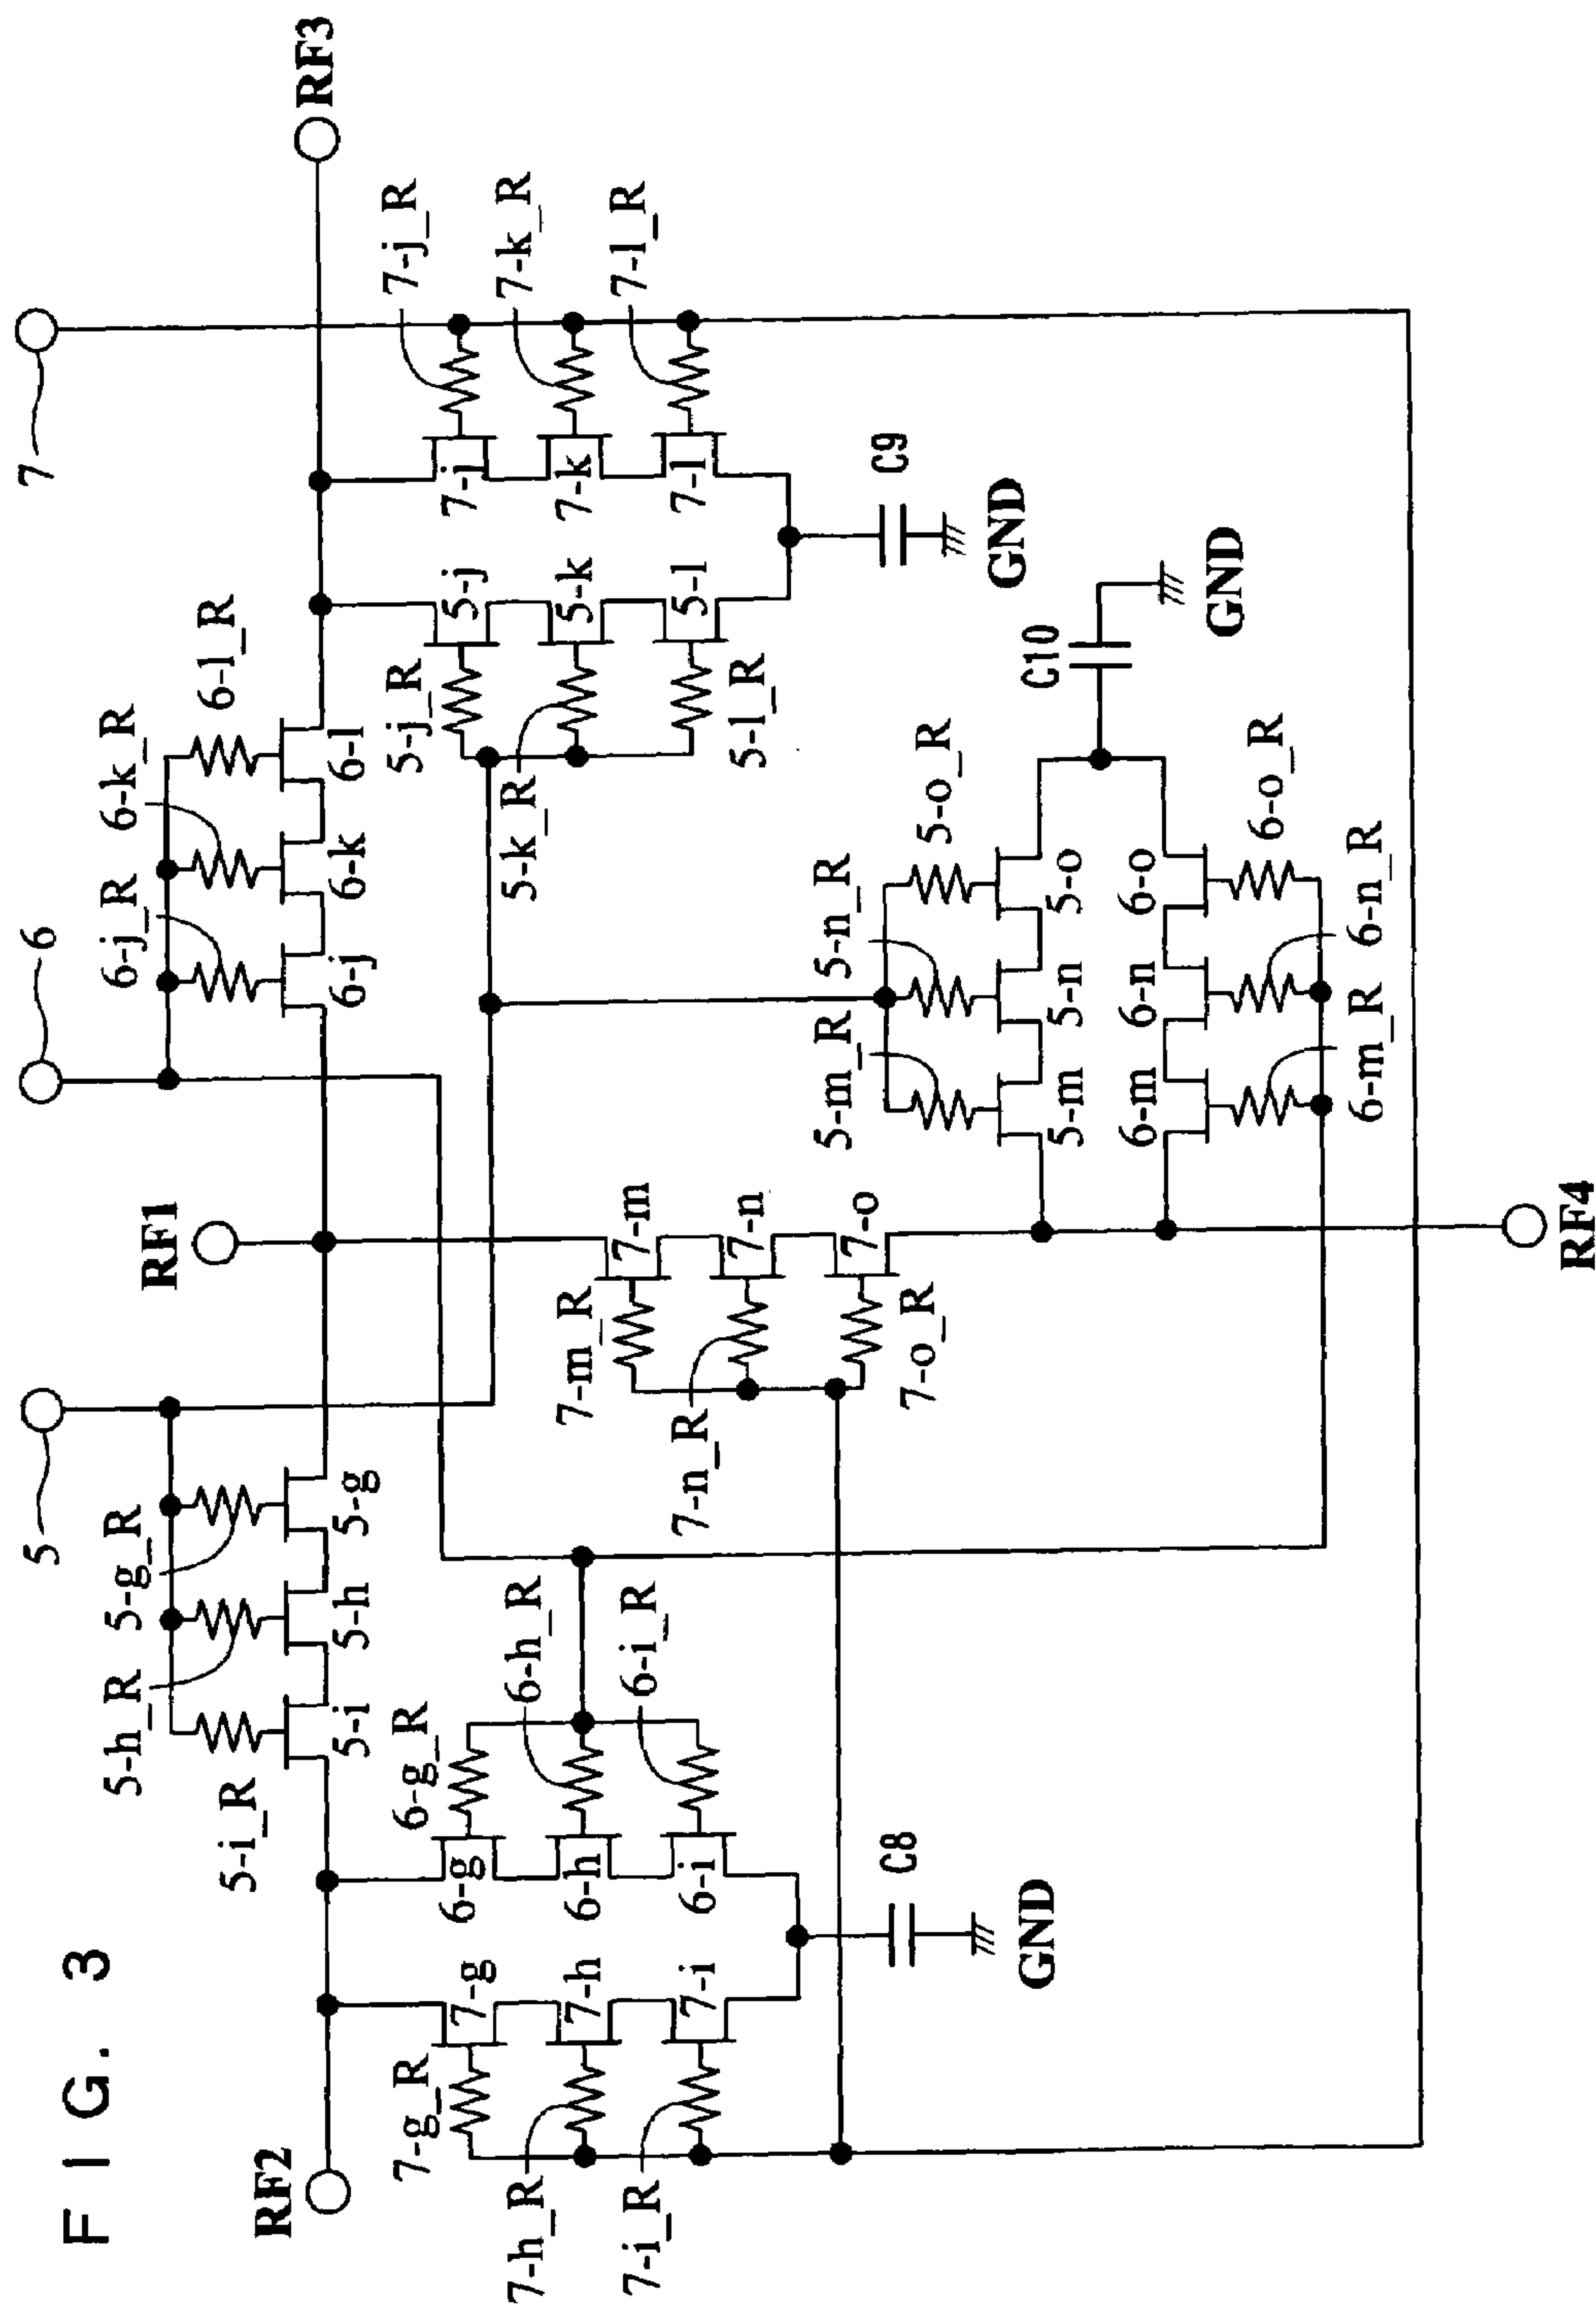 FIG. 3
5
6
7
RF1
RF2
RF3
5-h_R
5-g_R
6-j_R
6-k_R
5-i_R
6-l_R
5-i
5-h
5-g
6-j
6-k
6-l
7-g_R
6-g_R
5-j_R
7-j_R
7-g
6-g
5-j
7-j
7-h_R
6-h_R
5-k_R
7-k_R
7-h
6-h
5-k
7-k
7-i_R
6-i_R
5-l_R
7-l_R
7-i
6-i
5-l
7-l
7-m_R
7-m
7-n_R
7-n
7-o_R
7-o
C8
GND
C9
GND
5-m_R
5-n_R
5-o_R
5-m
5-n
5-o
C10
GND
6-m
6-n
6-o
6-m_R
6-n_R
6-o_R
RF4